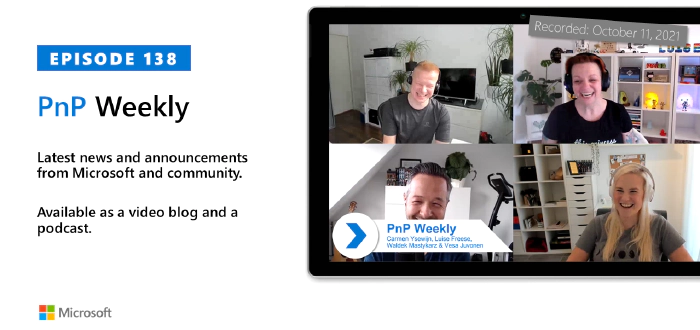 EPISODE 138
PnP Weekly
Latest news and announcements
from Microsoft and community.
Available as a video blog and a
podcast.
Microsoft
Recorded: October 11, 2021
PnP Weekly
Carmen Ysewijn, Luise Freese,
Waldek Mastykarz & Vesa Juvonen